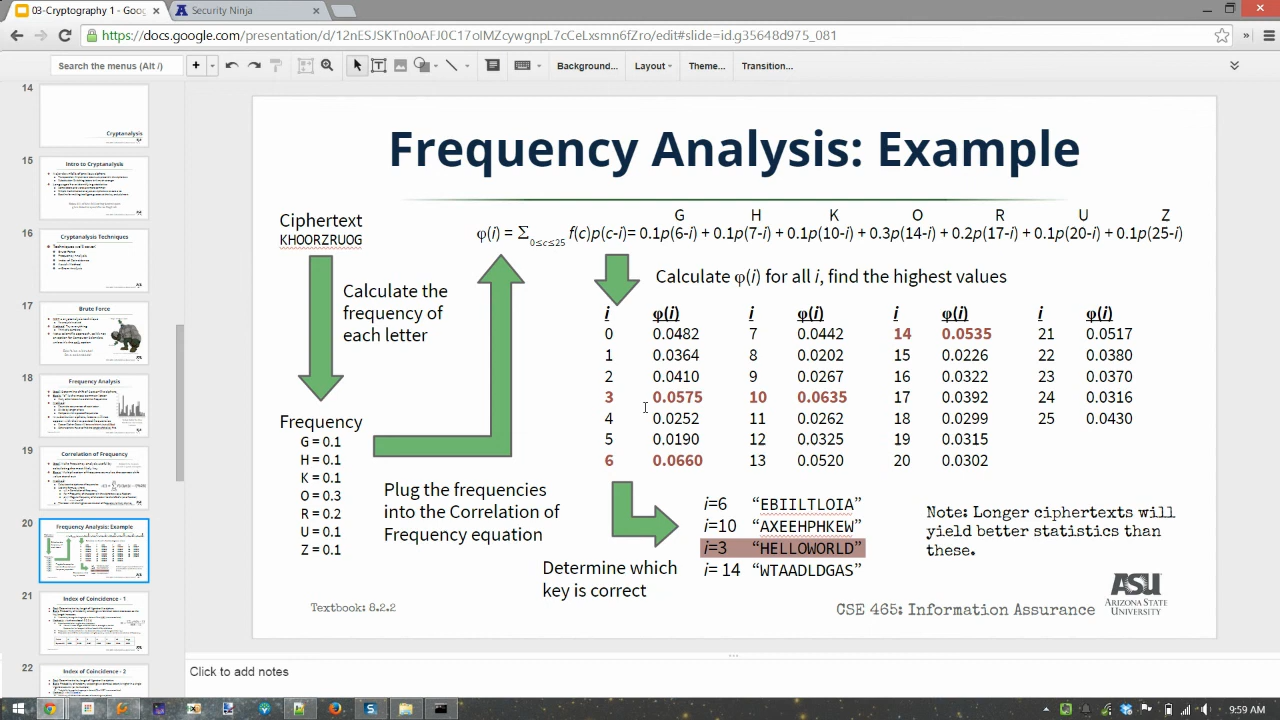 03-Cryptography 1 - Goo
Security Ninja
https://docs.google.com/presentation/d/12nESJSKTn0oAFJ0C17oIMZcywgnpL7cCeLxsmn6fZro/edit#slide=id.g35648d975_081
Search the menus (Alt /)
Background...
Layout
Theme...
Transition...
14
Cryptanalysis
15
Intro to Cryptanalysis
16
Cryptanalysis Techniques
17
Brute Force
18
Frequency Analysis
19
Correlation of Frequency
20
Frequency Analysis: Example
21
Index of Coincidence - 1
22
Index of Coincidence - 2
Frequency Analysis: Example
Ciphertext
KHOORZRUOG
G H K O R U Z
φ(i) = Σ0≤c≤25 f(c)p(c-i)= 0.1p(6-i) + 0.1p(7-i) + 0.1p(10-i) + 0.3p(14-i) + 0.2p(17-i) + 0.1p(20-i) + 0.1p(25-i)
Calculate the
frequency of
each letter
Calculate φ(i) for all i, find the highest values
i φ(i) i φ(i) i φ(i) i φ(i)
0 0.0482 7 0.0442 14 0.0535 21 0.0517
1 0.0364 8 0.0202 15 0.0226 22 0.0380
2 0.0410 9 0.0267 16 0.0322 23 0.0370
3 0.0575 10 0.0635 17 0.0392 24 0.0316
4 0.0252 11 0.0262 18 0.0299 25 0.0430
5 0.0190 12 0.0325 19 0.0315
6 0.0660 13 0.0520 20 0.0302
Frequency
G = 0.1
H = 0.1
K = 0.1
O = 0.3
R = 0.2
U = 0.1
Z = 0.1
Plug the frequencies
into the Correlation of
Frequency equation
Determine which
key is correct
i=6 "EBIILTLOIA"
i=10 "AXEEHPHKEW"
i=3 "HELLOWORLD"
i= 14 "WTAADLDGAS"
Note: Longer ciphertexts will
yield better statistics than
these.
Textbook: 8.2.2
CSE 465: Information Assurance
ASU
ARIZONA STATE
UNIVERSITY
Click to add notes
9:59 AM